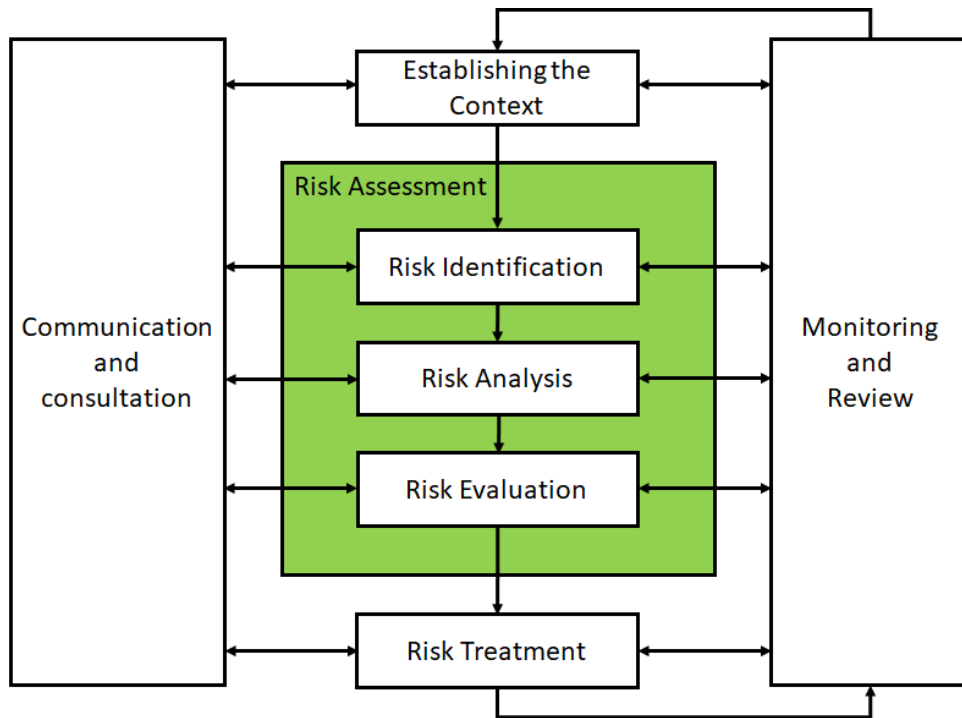 Establishing the
Context
Risk Assessment
Risk Identification
Communication
and
consultation
Monitoring
and
Review
Risk Analysis
Risk Evaluation
Risk Treatment